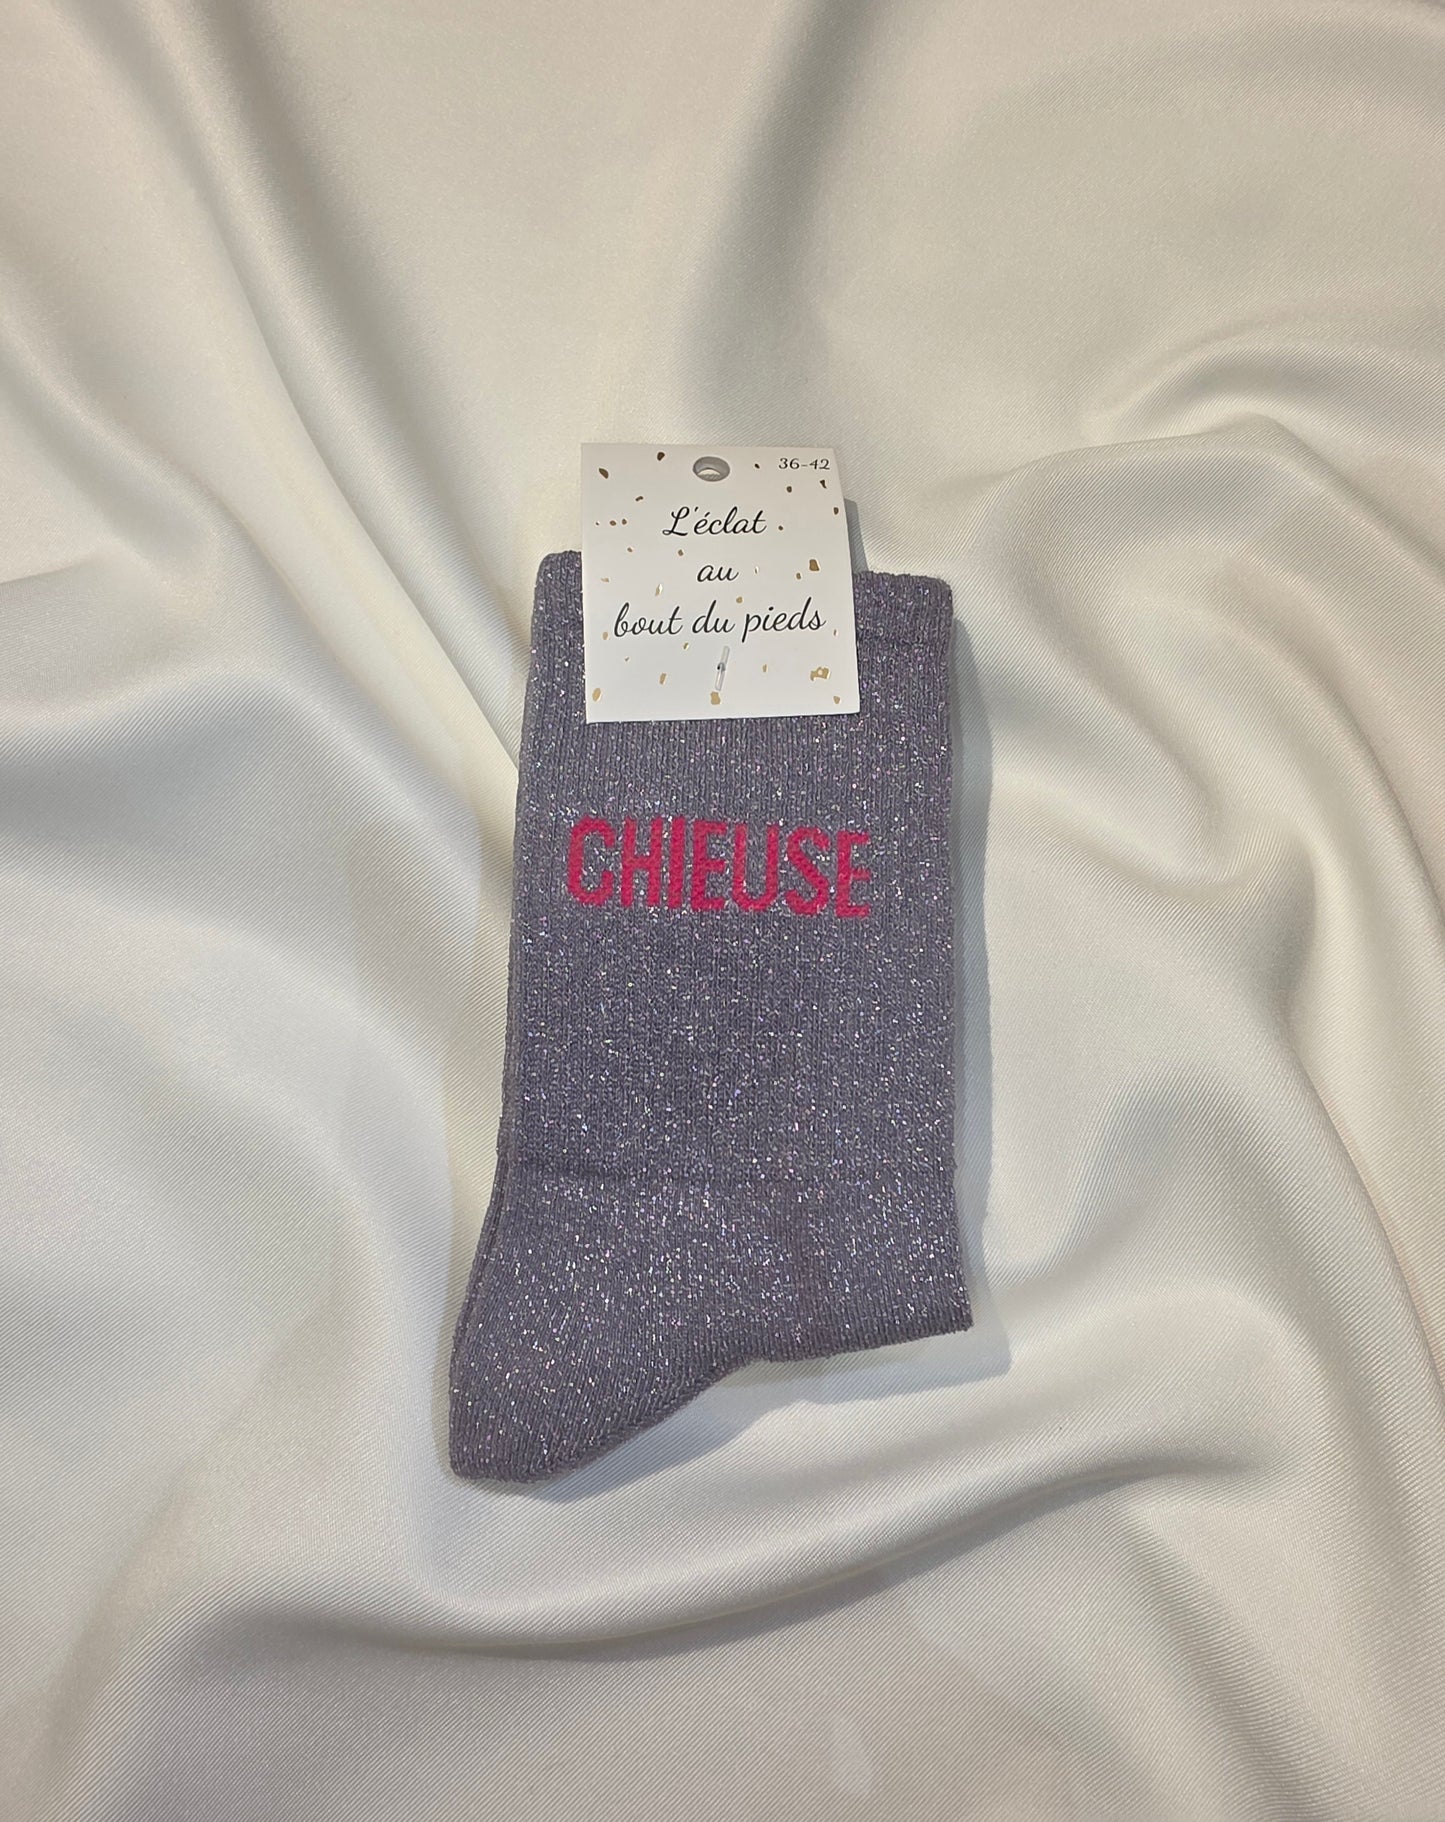 36-42
L'éclat
au
bout du pieds
CHIEUSE